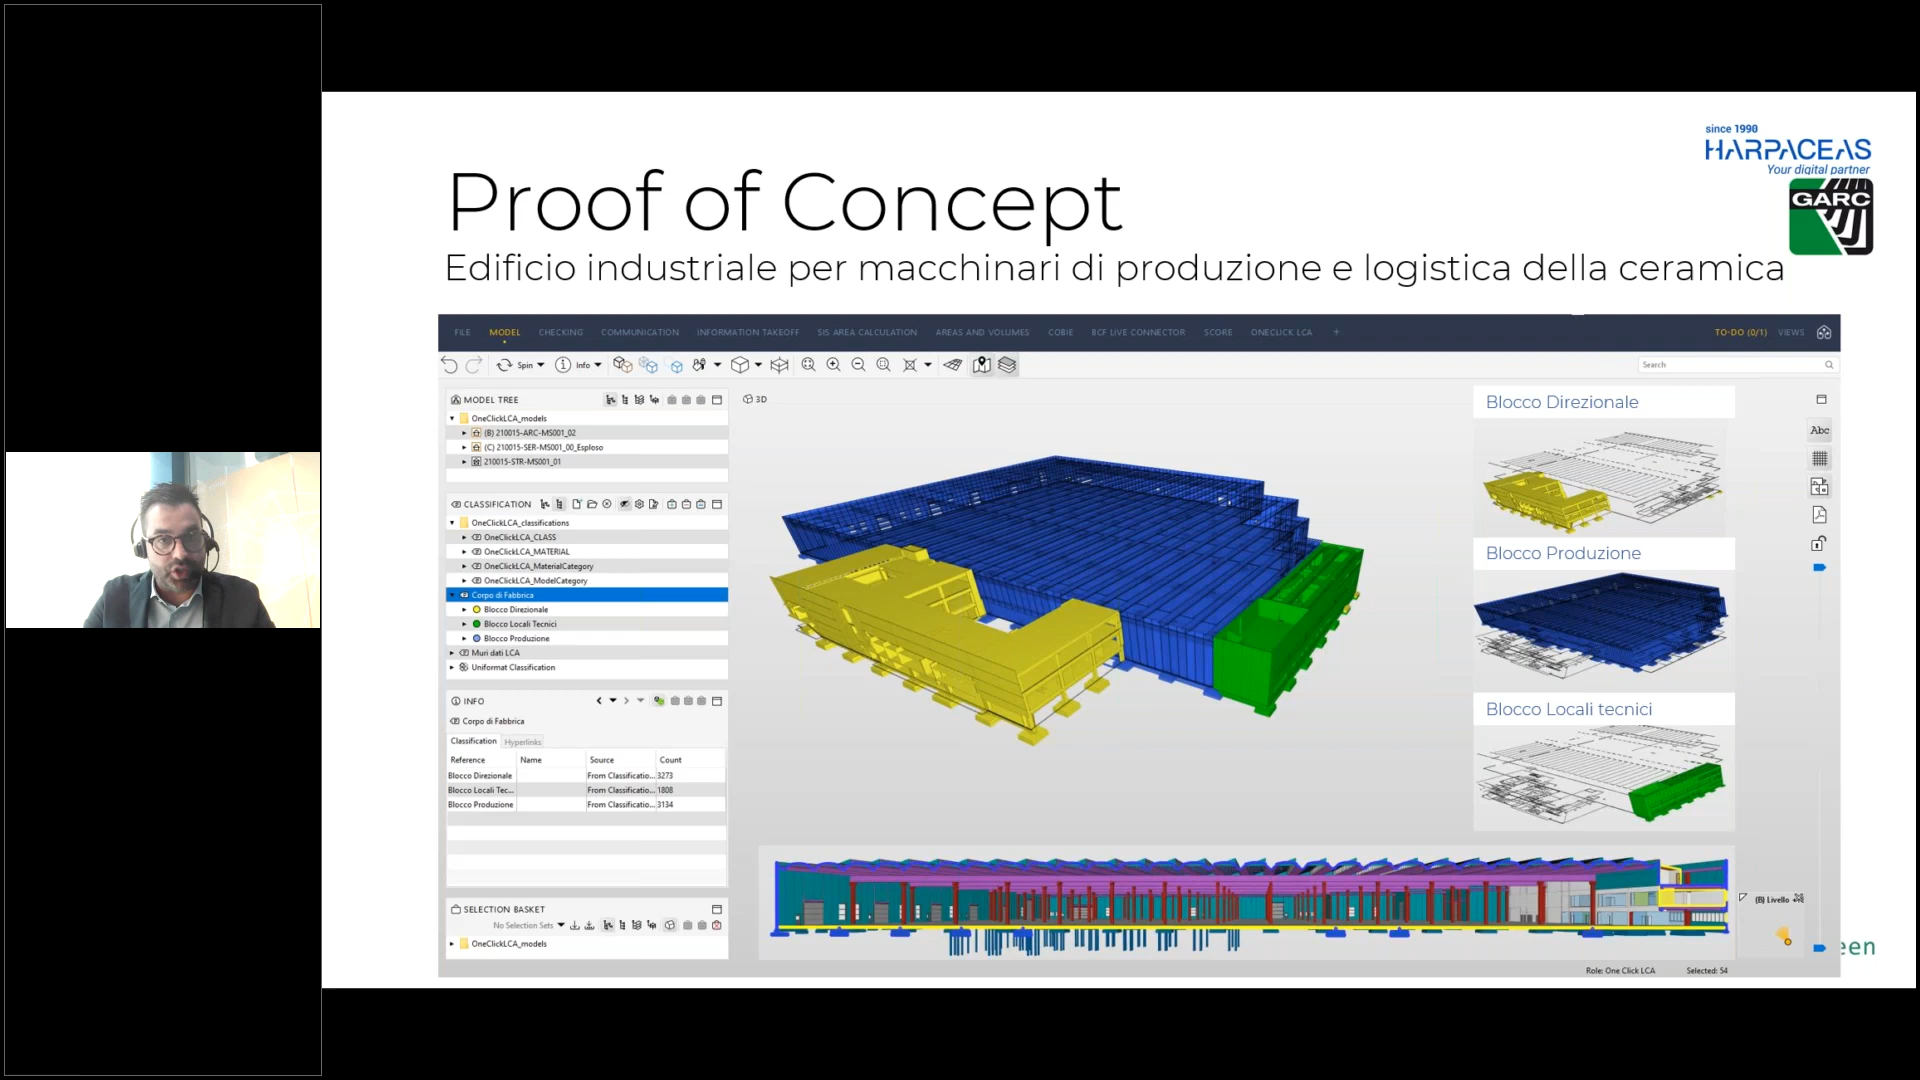 since 1990
HARPACEAS
Your digital partner
GARC
Proof of Concept
Edificio industriale per macchinari di produzione e logistica della ceramica
FILE MODEL CHECKING COMMUNICATION INFORMATION TAKEOFF SIS AREA CALCULATION AREAS AND VOLUMES COBIE BCF LIVE CONNECTOR SCORE ONECLICK LCA + TO-DO (0/1) VIEWS
Spin Info Search
MODEL TREE
OneClickLCA_models
(B) 210015-ARC-MS001_02
(C) 210015-SER-MS001_00_Esploso
210015-STR-MS001_01
CLASSIFICATION
OneClickLCA_classifications
OneClickLCA_CLASS
OneClickLCA_MATERIAL
OneClickLCA_MaterialCategory
OneClickLCA_ModelCategory
Corpo di Fabbrica
Blocco Direzionale
Blocco Locali Tecnici
Blocco Produzione
Muri dati LCA
Uniformat Classification
INFO
Corpo di Fabbrica
Classification Hyperlinks
Reference Name Source Count
Blocco Direzionale From Classificatio... 3273
Blocco Locali Tec... From Classificatio... 1808
Blocco Produzione From Classificatio... 3134
SELECTION BASKET
No Selection Sets
OneClickLCA_models
3D
Blocco Direzionale
Blocco Produzione
Blocco Locali tecnici
Abc
(B) Livello
een
Role: One Click LCA Selected: 54